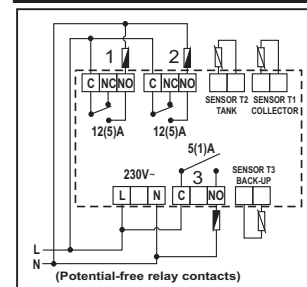 1 2
C NC NO C NC NO
SENSOR T2
TANK
SENSOR T1
COLLECTOR
12(5)A 12(5)A
5(1)A
230V~
3
SENSOR T3
BACK-UP
L N C NO
L
N
(Potential-free relay contacts)